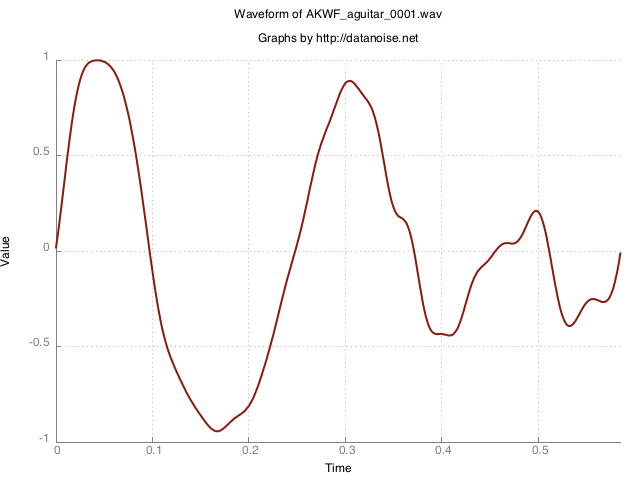 Waveform of AKWF_aguitar_0001.wav
Graphs by http://datanoise.net
1
0.5
0
-0.5
-1
Value
0 0.1 0.2 0.3 0.4 0.5
Time